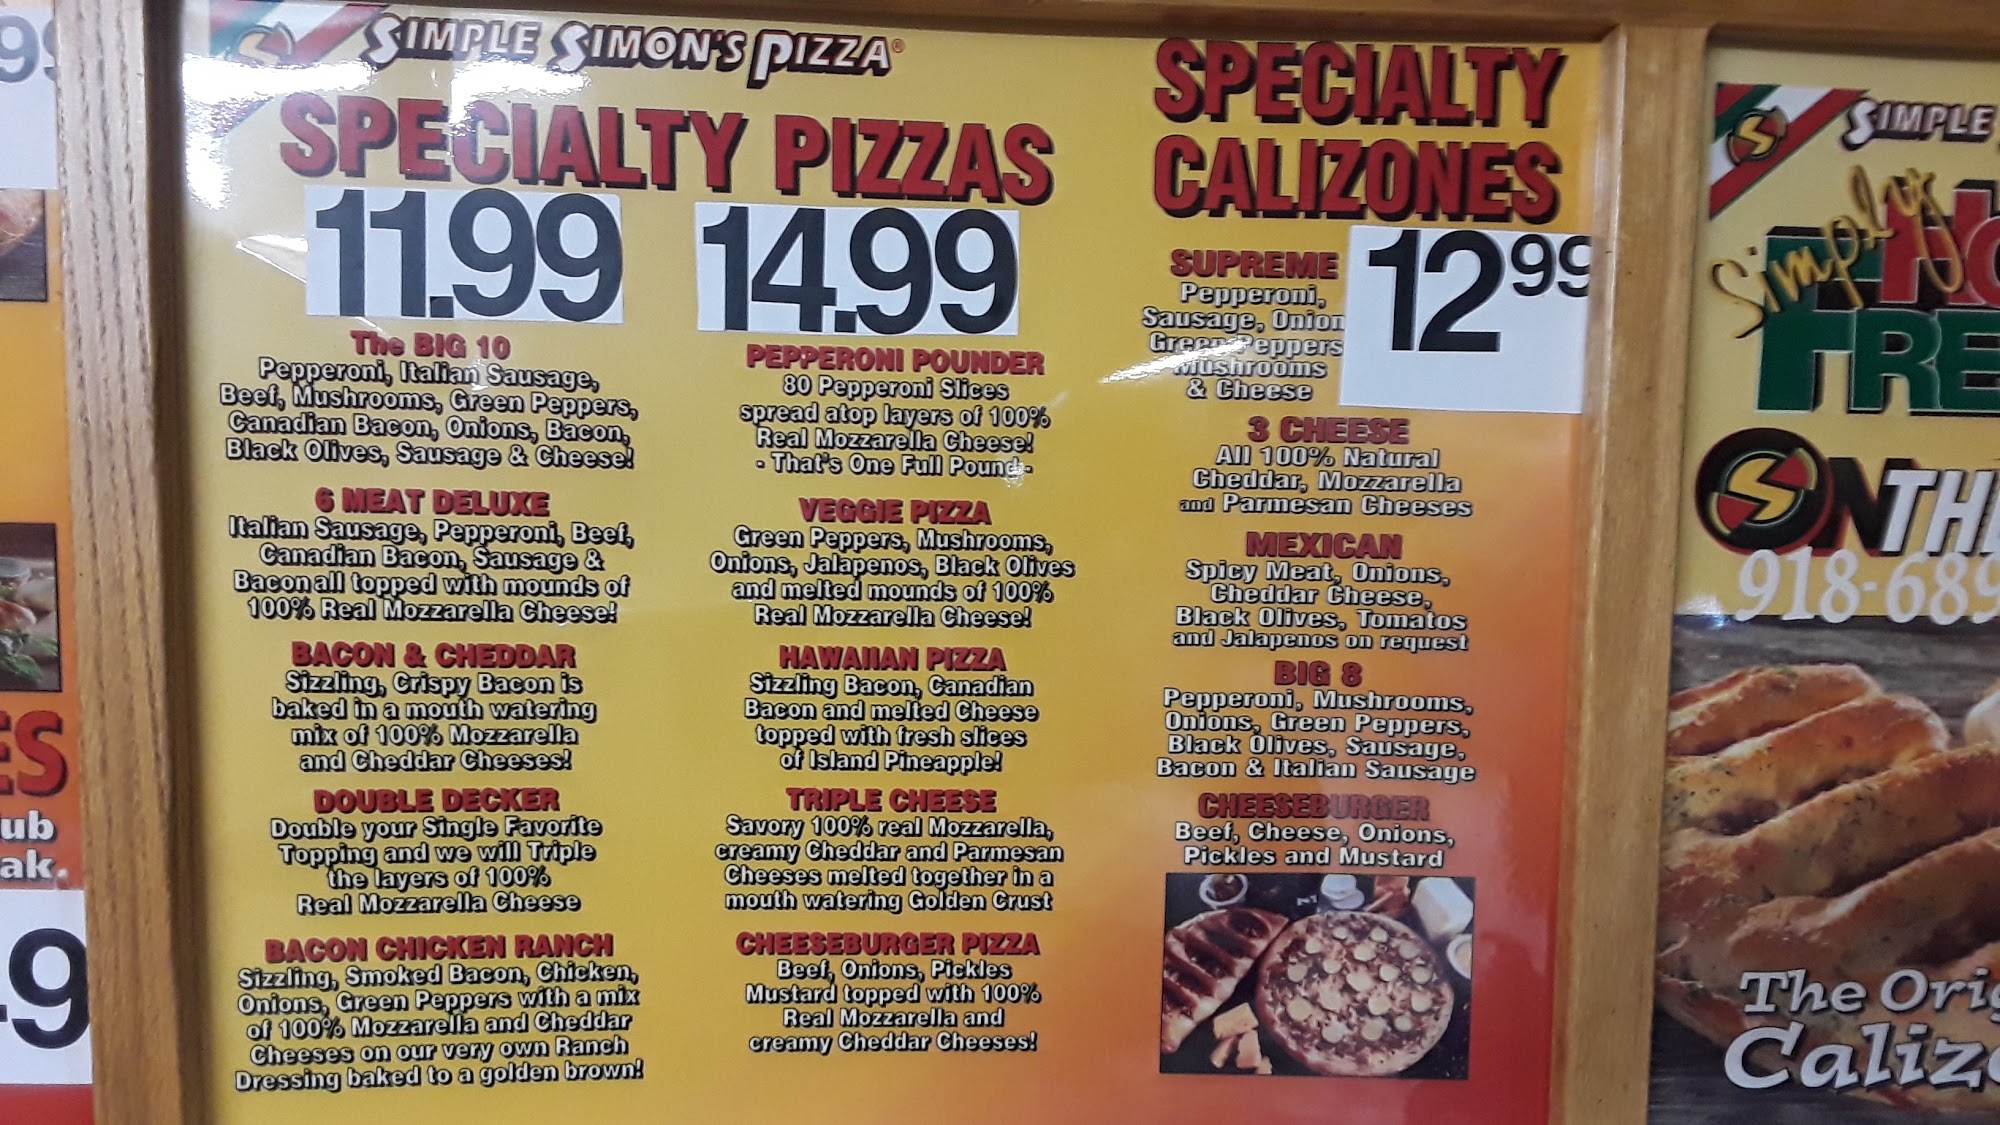 SIMPLE SIMON'S PIZZA®
SPECIALTY PIZZAS
11.99
14.99
The BIG 10
Pepperoni, Italian Sausage,
Beef, Mushrooms, Green Peppers,
Canadian Bacon, Onions, Bacon,
Black Olives, Sausage & Cheese!
6 MEAT DELUXE
Italian Sausage, Pepperoni, Beef,
Canadian Bacon, Sausage &
Bacon all topped with mounds of
100% Real Mozzarella Cheese!
BACON & CHEDDAR
Sizzling, Crispy Bacon is
baked in a mouth watering
mix of 100% Mozzarella
and Cheddar Cheeses!
DOUBLE DECKER
Double your Single Favorite
Topping and we will Triple
the layers of 100%
Real Mozzarella Cheese
BACON CHICKEN RANCH
Sizzling, Smoked Bacon, Chicken,
Onions, Green Peppers with a mix
of 100% Mozzarella and Cheddar
Cheeses on our very own Ranch
Dressing baked to a golden brown!
PEPPERONI POUNDER
80 Pepperoni Slices
spread atop layers of 100%
Real Mozzarella Cheese!
- That's One Full Pound -
VEGGIE PIZZA
Green Peppers, Mushrooms,
Onions, Jalapenos, Black Olives
and melted mounds of 100%
Real Mozzarella Cheese!
HAWAIIAN PIZZA
Sizzling Bacon, Canadian
Bacon and melted Cheese
topped with fresh slices
of Island Pineapple!
TRIPLE CHEESE
Savory 100% real Mozzarella,
creamy Cheddar and Parmesan
Cheeses melted together in a
mouth watering Golden Crust
CHEESEBURGER PIZZA
Beef, Onions, Pickles
Mustard topped with 100%
Real Mozzarella and
creamy Cheddar Cheeses!
SPECIALTY
CALIZONES
12 99
SUPREME
Pepperoni,
Sausage, Onion
Green Peppers
Mushrooms
& Cheese
3 CHEESE
All 100% Natural
Cheddar, Mozzarella
and Parmesan Cheeses
MEXICAN
Spicy Meat, Onions,
Cheddar Cheese,
Black Olives, Tomatos
and Jalapenos on request
BIG 8
Pepperoni, Mushrooms,
Onions, Green Peppers,
Black Olives, Sausage,
Bacon & Italian Sausage
CHEESEBURGER
Beef, Cheese, Onions,
Pickles and Mustard
SIMPLE
Simply
FRE
ON TH
918-689
The Orig
Caliz
99
ES
ub
ak.
49